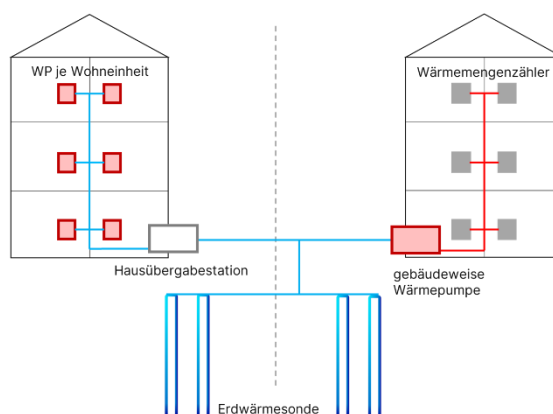 WP je Wohneinheit
Wärmemengenzähler
Hausübergabestation
gebäudeweise
Wärmepumpe
Erdwärmesonde